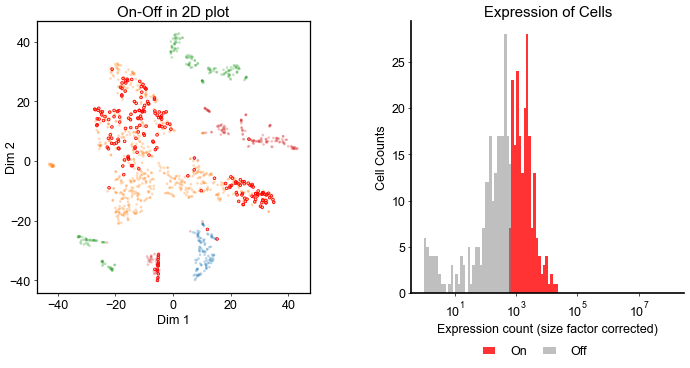 On-Off in 2D plot
40
20
0
−20
−40
Dim 2
−40 −20 0 20 40
Dim 1
Expression of Cells
25
20
15
10
5
0
Cell Counts
10^1 10^3 10^5 10^7
Expression count (size factor corrected)
On Off